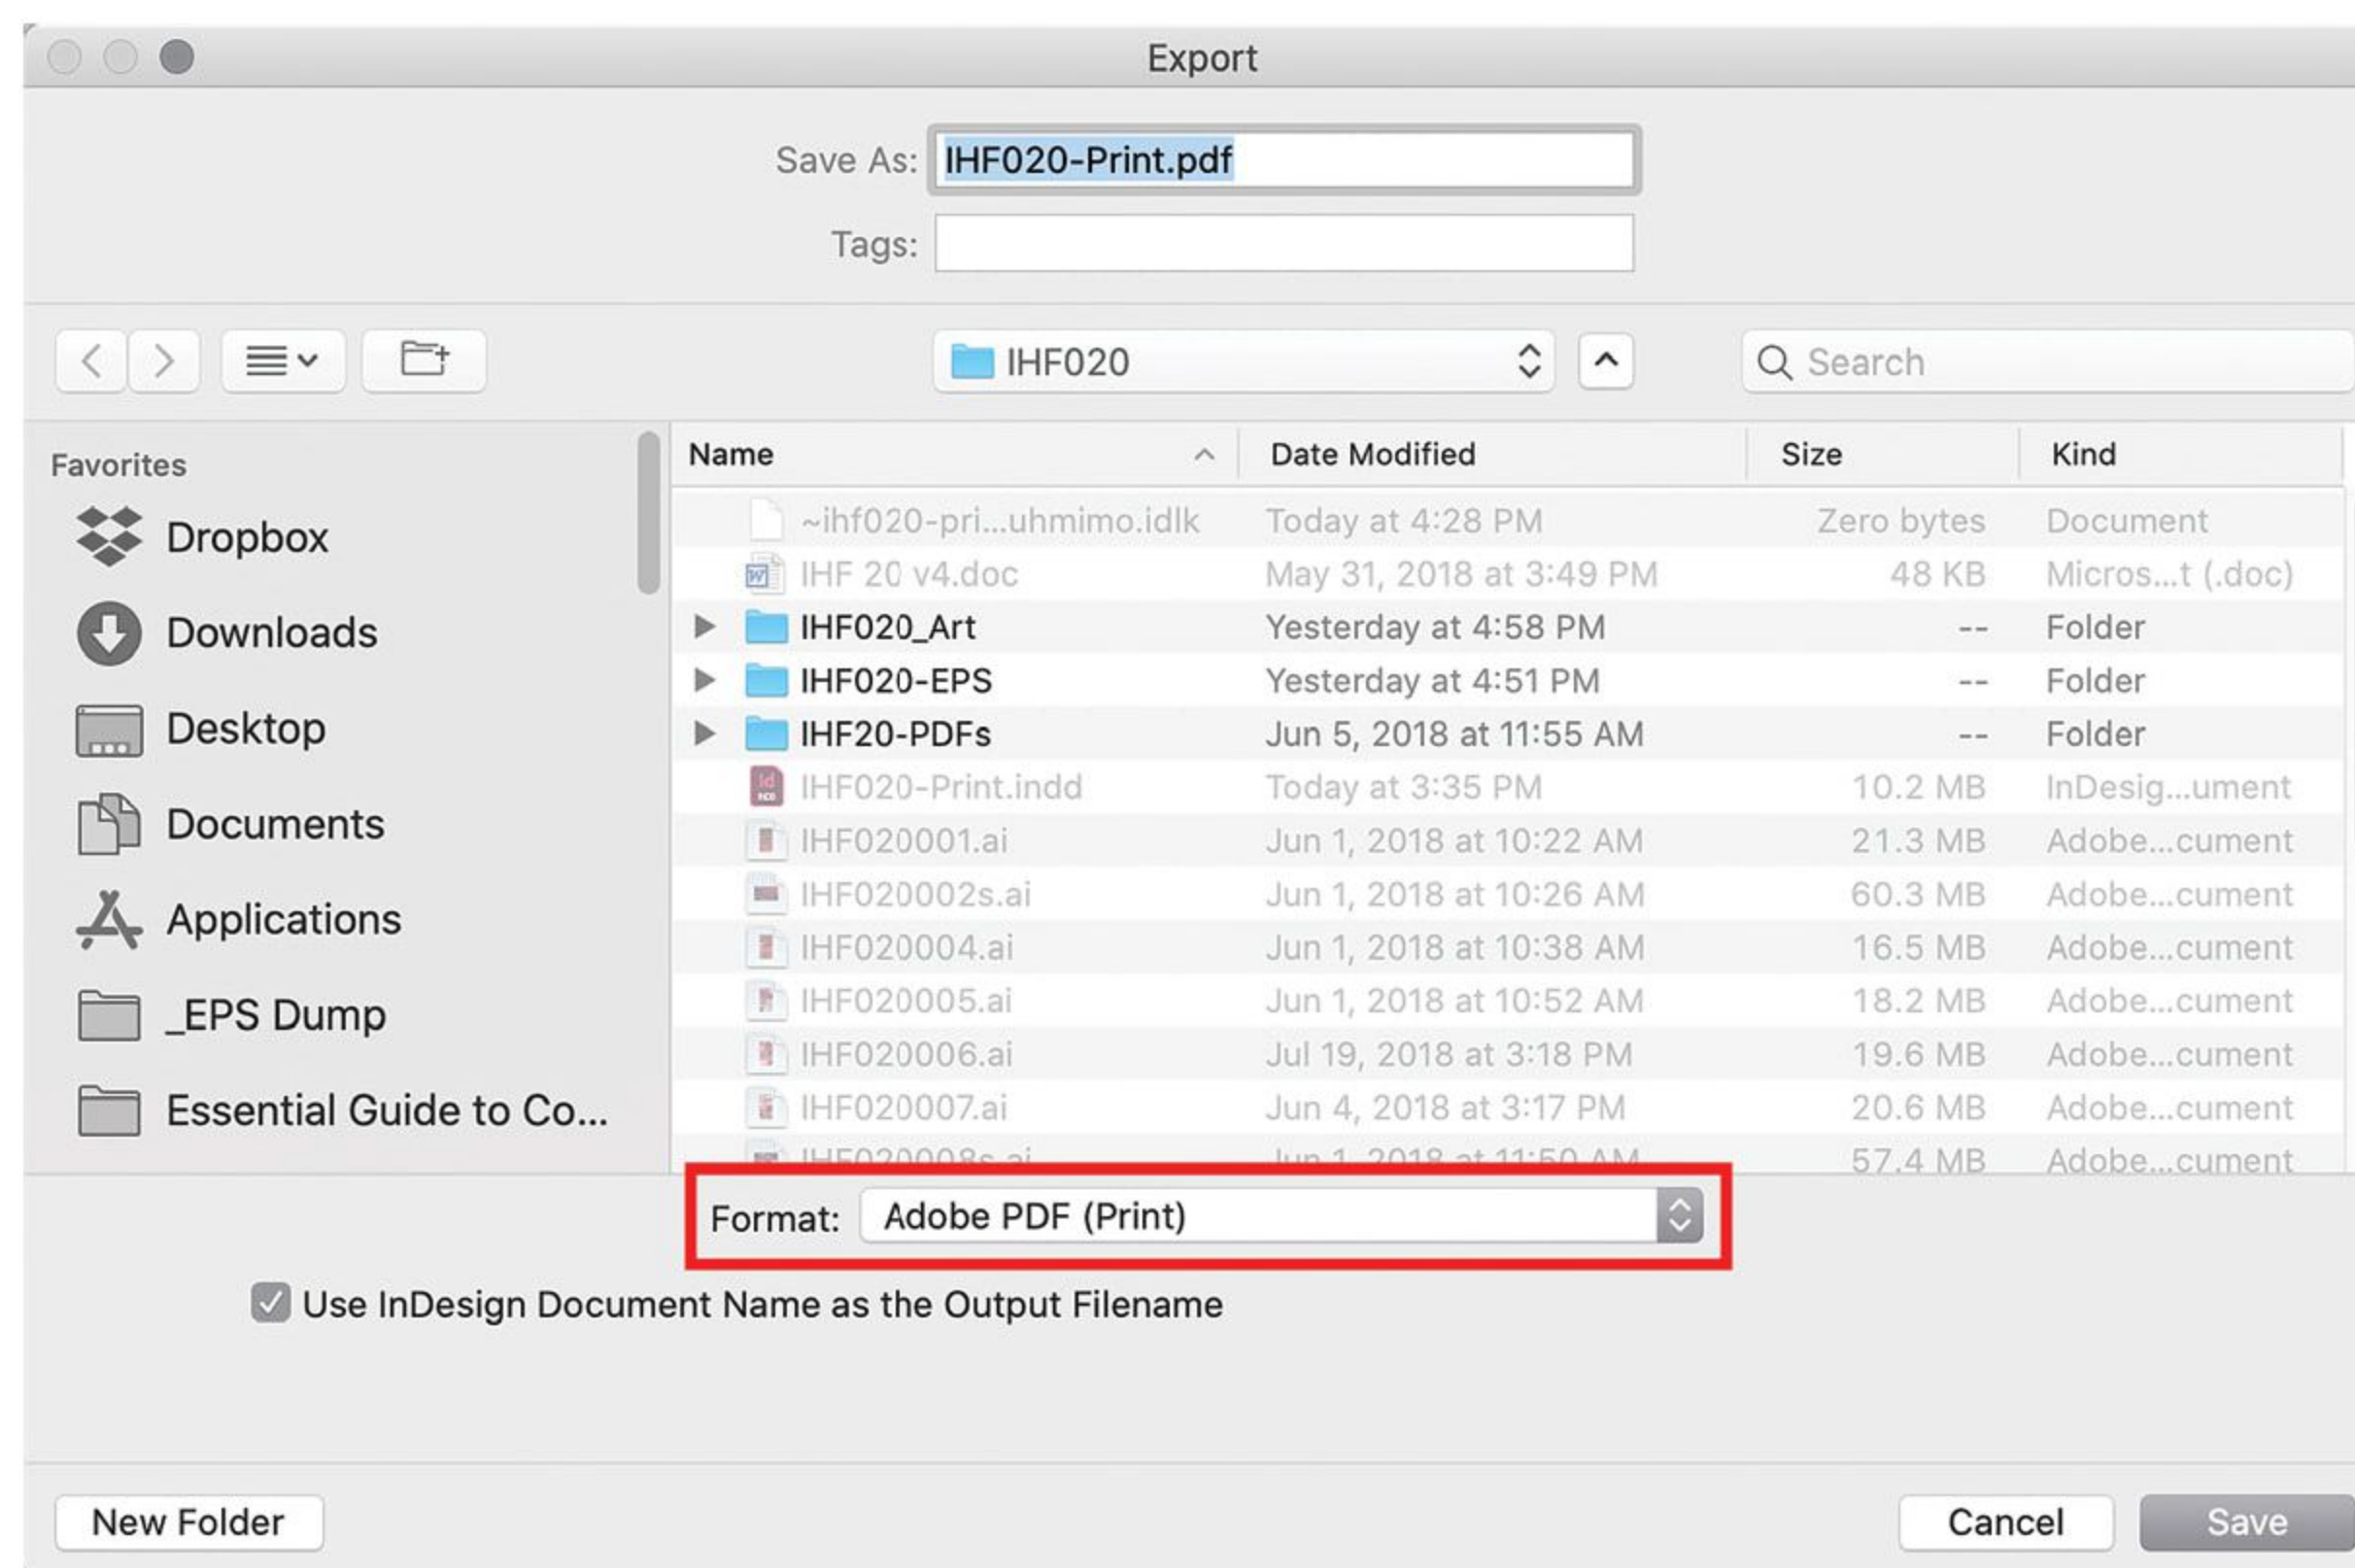 Export
Save As: IHF020-Print.pdf
Tags:
IHF020
Search
Favorites
Dropbox
Downloads
Desktop
Documents
Applications
_EPS Dump
Essential Guide to Co...
Name Date Modified Size Kind
~ihf020-pri...uhmimo.idlk Today at 4:28 PM Zero bytes Document
IHF 20 v4.doc May 31, 2018 at 3:49 PM 48 KB Micros...t (.doc)
IHF020_Art Yesterday at 4:58 PM -- Folder
IHF020-EPS Yesterday at 4:51 PM -- Folder
IHF20-PDFs Jun 5, 2018 at 11:55 AM -- Folder
IHF020-Print.indd Today at 3:35 PM 10.2 MB InDesig...ument
IHF020001.ai Jun 1, 2018 at 10:22 AM 21.3 MB Adobe...cument
IHF020002s.ai Jun 1, 2018 at 10:26 AM 60.3 MB Adobe...cument
IHF020004.ai Jun 1, 2018 at 10:38 AM 16.5 MB Adobe...cument
IHF020005.ai Jun 1, 2018 at 10:52 AM 18.2 MB Adobe...cument
IHF020006.ai Jul 19, 2018 at 3:18 PM 19.6 MB Adobe...cument
IHF020007.ai Jun 4, 2018 at 3:17 PM 20.6 MB Adobe...cument
IHF020008s.ai Jun 1, 2018 at 11:50 AM 57.4 MB Adobe...cument
Format: Adobe PDF (Print)
Use InDesign Document Name as the Output Filename
New Folder Cancel Save